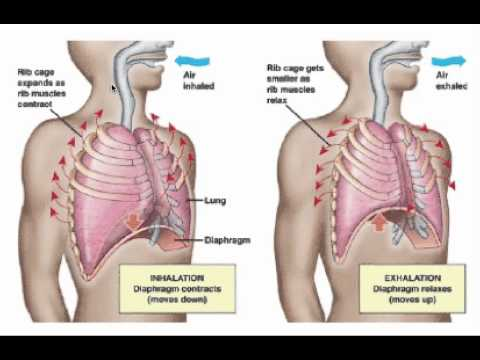 Rib cage
expands as
rib muscles
contract
Air
inhaled
Lung
Diaphragm
INHALATION
Diaphragm contracts
(moves down)
Rib cage gets
smaller as
rib muscles
relax
Air
exhaled
EXHALATION
Diaphragm relaxes
(moves up)